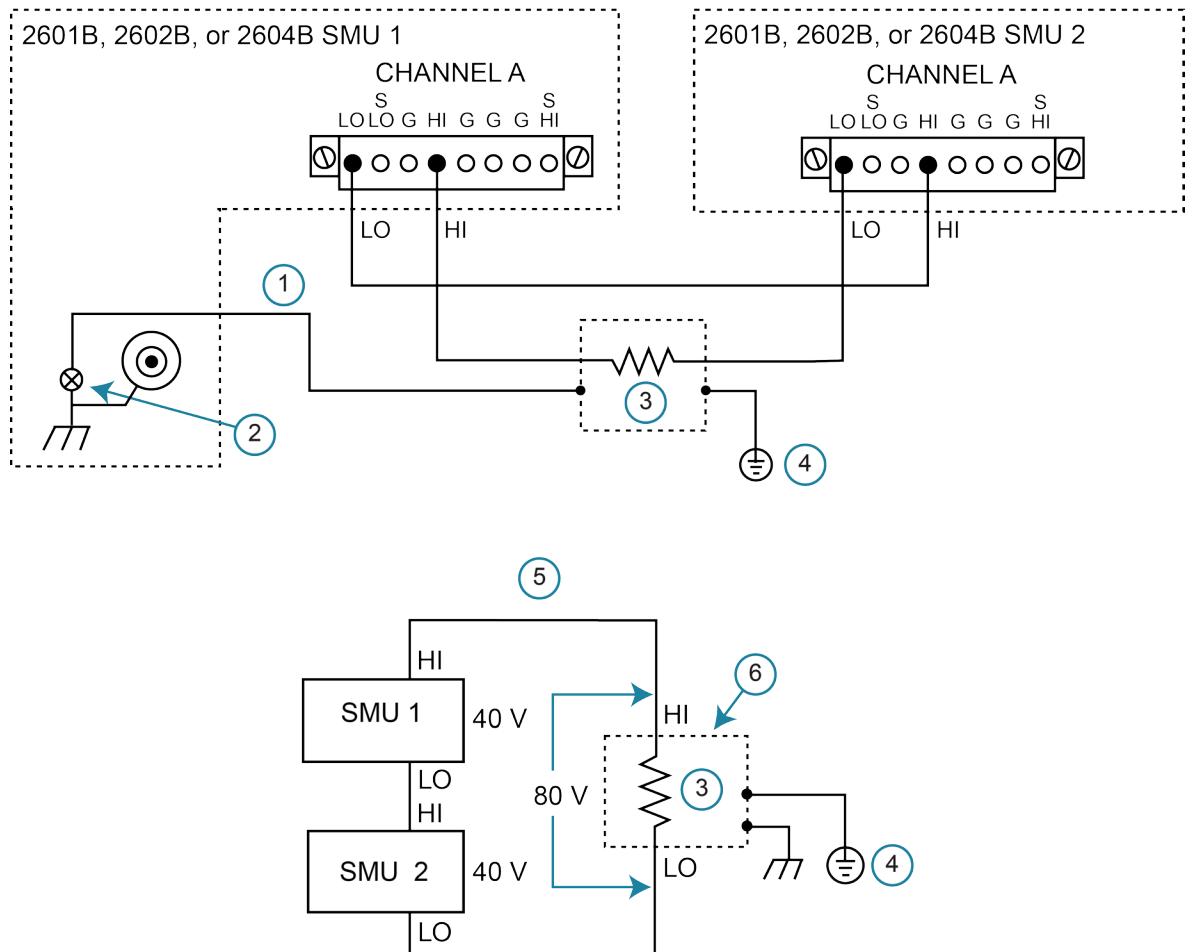 2601B, 2602B, or 2604B SMU 1
CHANNEL A
S S
LO LO G HI G G G HI
LO HI
2601B, 2602B, or 2604B SMU 2
CHANNEL A
S S
LO LO G HI G G G HI
LO HI
1
2
3
4
5
HI
SMU 1 40 V
LO
HI
SMU 2 40 V
LO
80 V
6
HI
3
LO
4